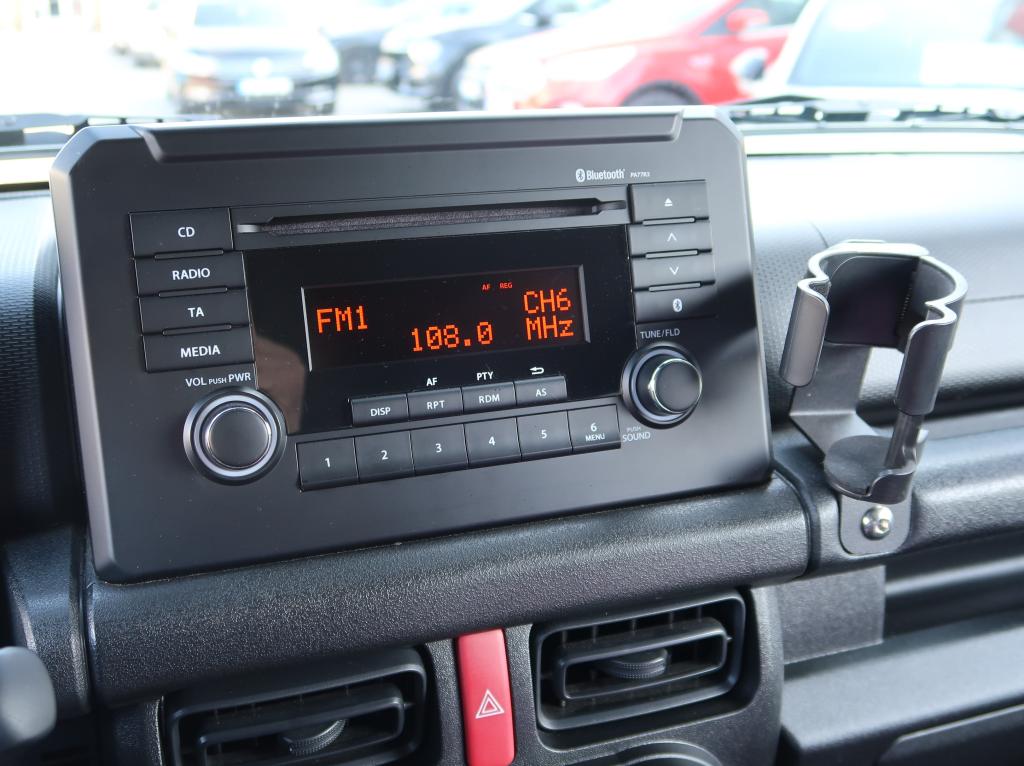 Bluetooth PA77R3
CD
RADIO
TA
MEDIA
VOL PUSH PWR
AF REG
FM1
CH6
108.0 MHz
TUNE/FLD
AF PTY
DISP RPT RDM AS
1 2 3 4 5 6
MENU
PUSH
SOUND